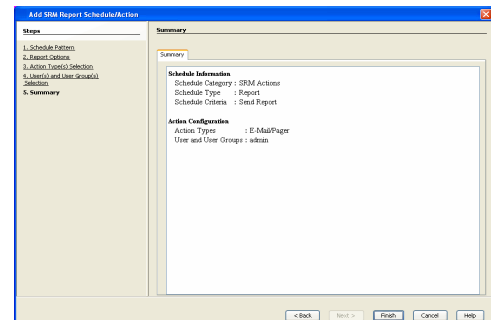 Add SRM Report Schedule/Action
Steps
1. Schedule Pattern
2. Report Options
3. Action Type(s) Selection
4. User(s) and User Group(s)
Selection
5. Summary
Summary
Summary
Schedule Information
Schedule Category : SRM Actions
Schedule Type : Report
Schedule Criteria : Send Report
Action Configuration
Action Types : E-Mail/Pager
User and User Groups : admin
< Back
Next >
Finish
Cancel
Help